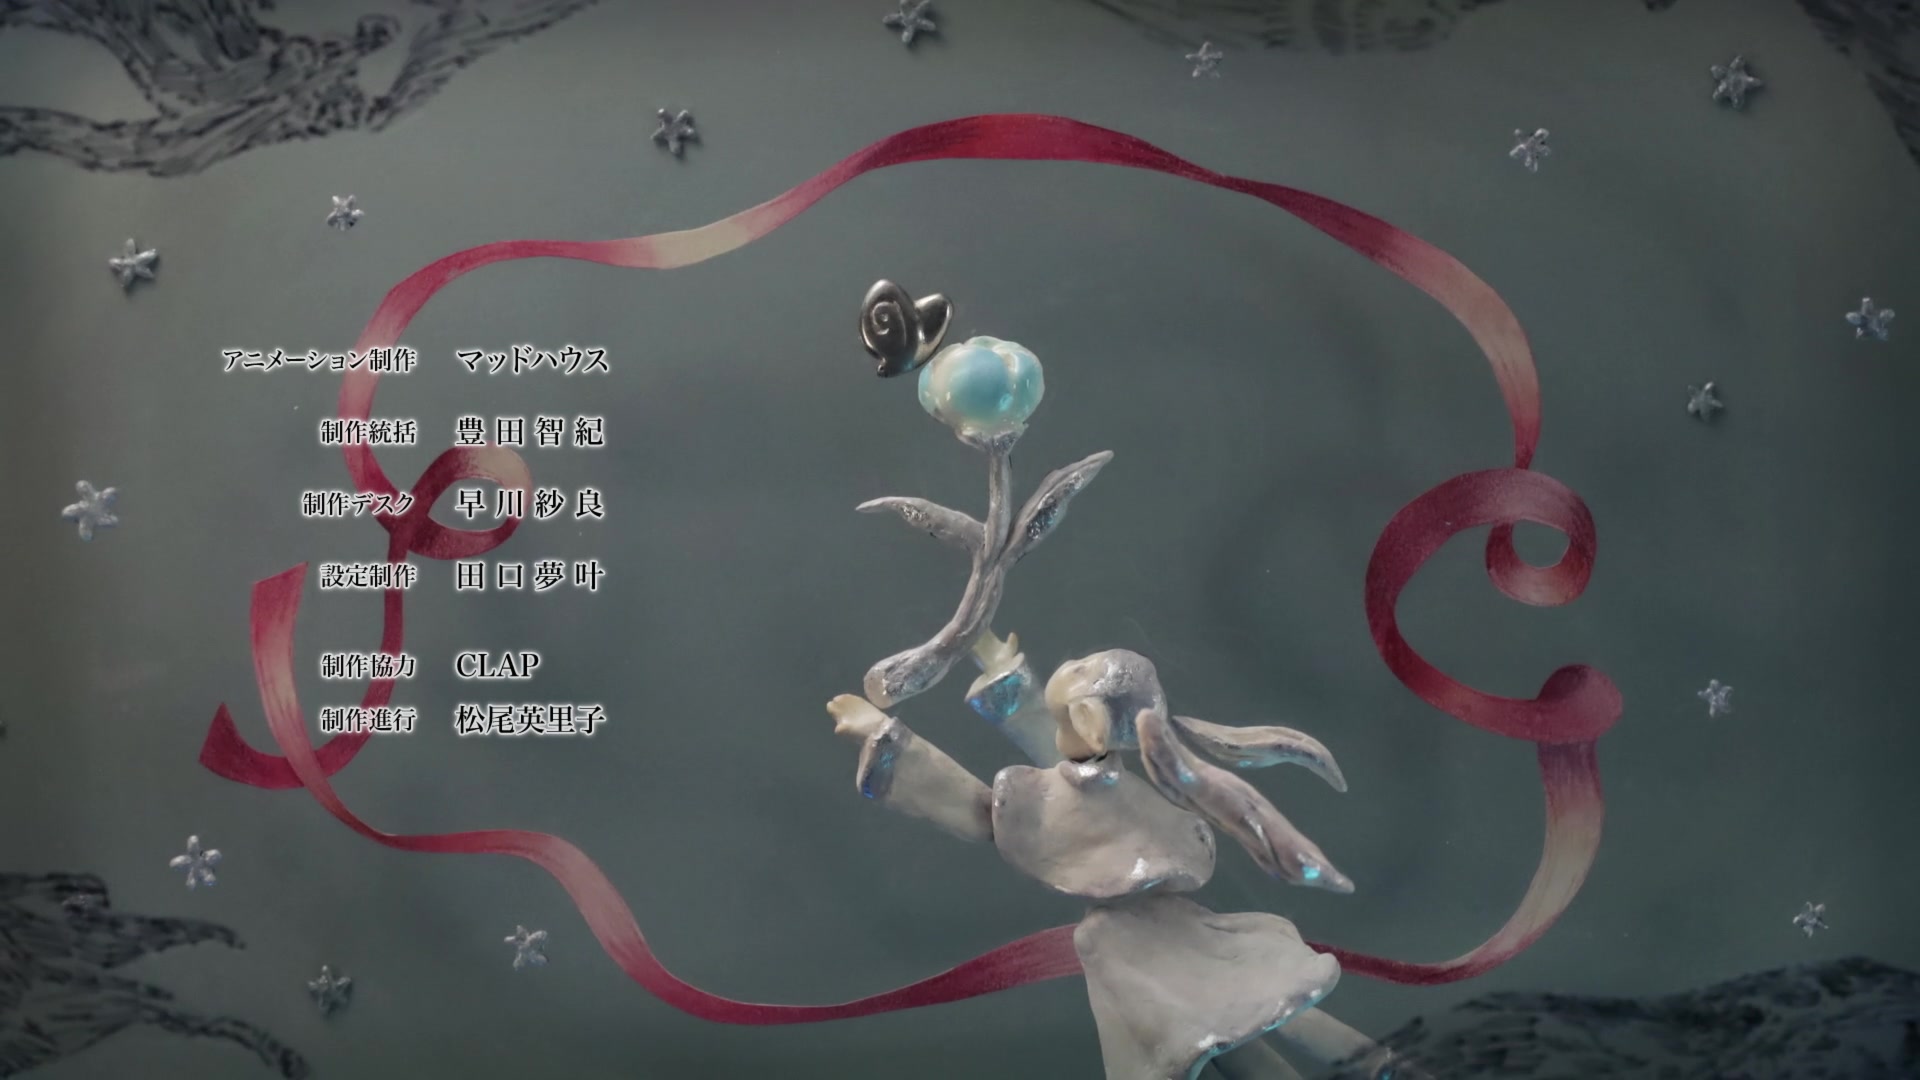 アニメーション制作 マッドハウス
制作統括 豊田智紀
制作デスク 早川紗良
設定制作 田口夢叶
制作協力 CLAP
制作進行 松尾英里子